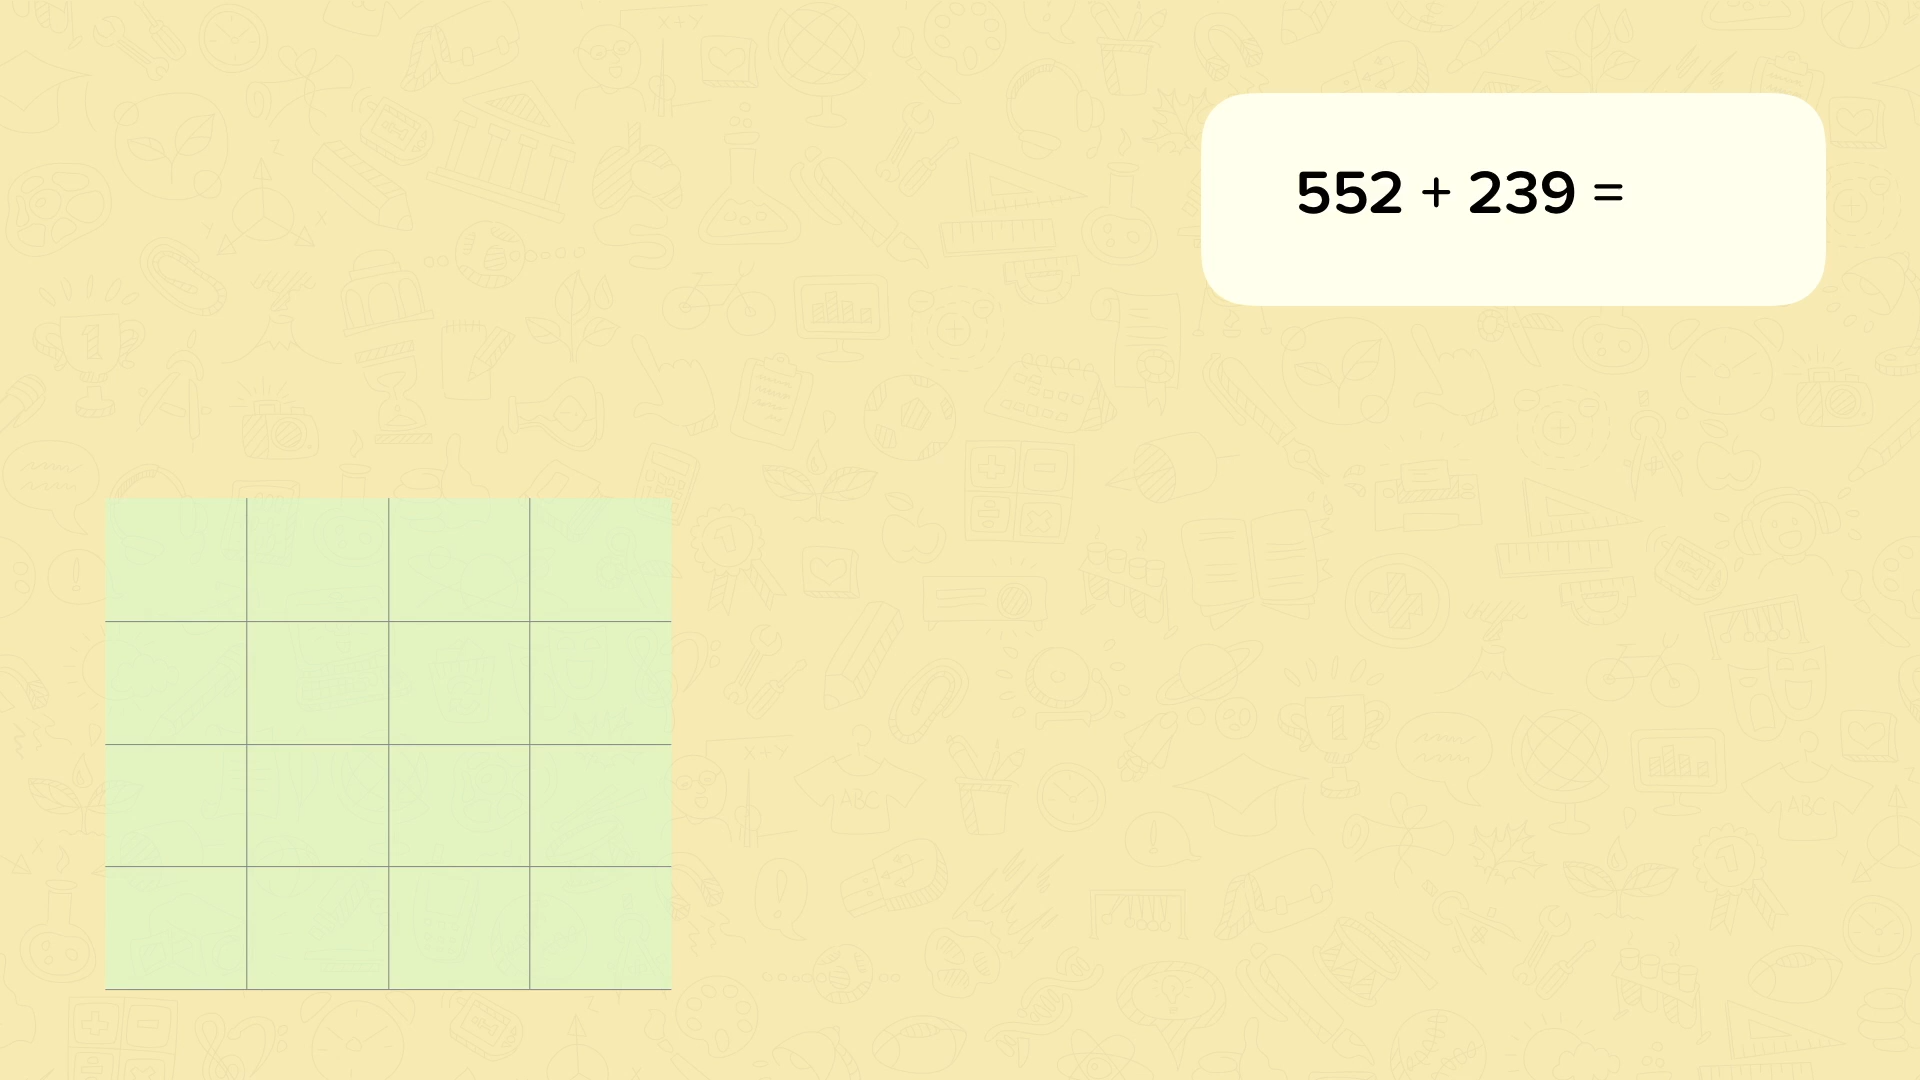 552 + 239 =